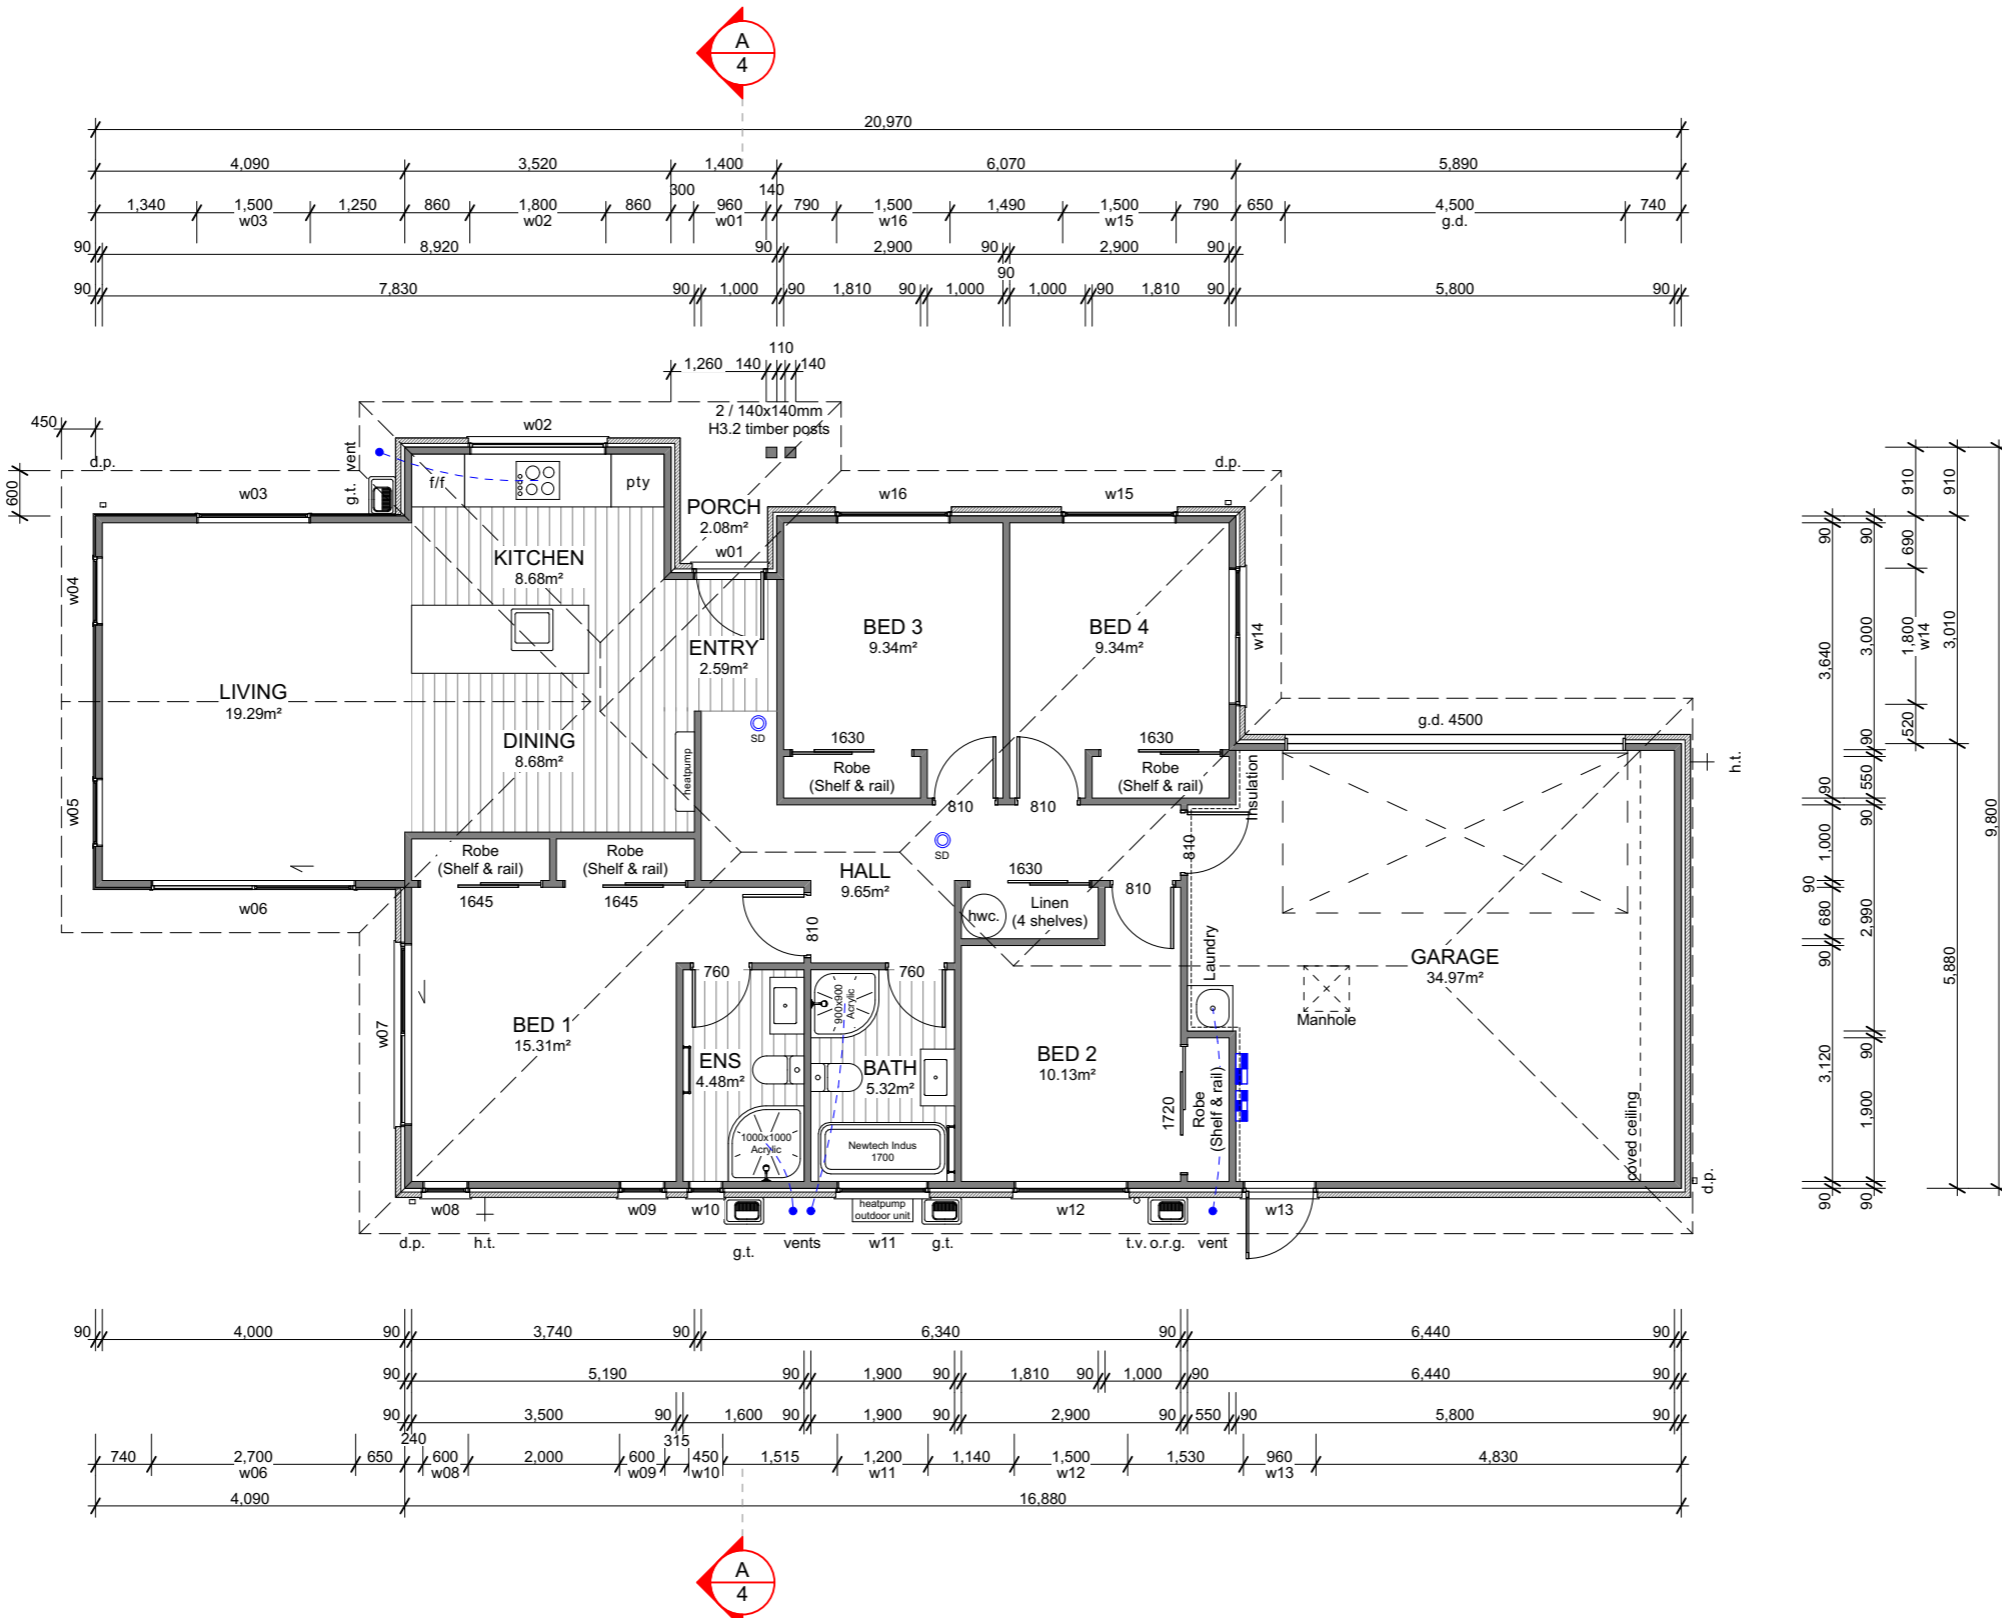 A
4
20,970
4,090 3,520 1,400 6,070 5,890
300 140
1,340 1,500 1,250 860 1,800 860 960 790 1,500 1,490 1,500 790 650 4,500 740
w03 w02 w01 w16 w15 g.d.
90 8,920 90 2,900 90 2,900 90
90
90 7,830 90 1,000 90 1,810 90 1,000 1,000 90 1,810 90 5,800 90
110
1,260 140 140
2 / 140x140mm
H3.2 timber posts
450
600
d.p.
w03
g.t. vent
w02
f/f
pty
PORCH
2.08m²
w01
w16
w15
d.p.
KITCHEN
8.68m²
w04
ENTRY
2.59m²
BED 3
9.34m²
BED 4
9.34m²
w14
LIVING
19.29m²
DINING
8.68m²
SD
heatpump
1630
Robe
(Shelf & rail)
1630
Robe
(Shelf & rail)
g.d. 4500
h.t.
Insulation
w05
810
810
810
SD
Robe
(Shelf & rail)
Robe
(Shelf & rail)
1645
1645
HALL
9.65m²
1630
hwc.
Linen
(4 shelves)
810
w06
810
Laundry
GARAGE
34.97m²
Manhole
760
760
900x900
Acrylic
w07
BED 1
15.31m²
ENS
4.48m²
BATH
5.32m²
BED 2
10.13m²
1720
Robe
(Shelf & rail)
coved ceiling
1000x1000
Acrylic
Newtech Indus
1700
d.p.
w08
w09
w10
heatpump
outdoor unit
w12
w13
d.p.
h.t.
g.t.
vents
w11
g.t.
t.v. o.r.g.
vent
90 3,640 90 1,000 90 680 90 3,120 90
90 3,000 90 550 90 2,990 90 1,900 90
910 690 1,800 520
w14
910 3,010 5,880
9,800
90 4,000 90 3,740 90 6,340 90 6,440 90
90 5,190 90 1,900 90 1,810 90 1,000 90 6,440 90
90 3,500 90 1,600 90 1,900 90 2,900 90 550 90 5,800 90
240 315
740 2,700 650 600 2,000 600 450 1,515 1,200 1,140 1,500 1,530 960 4,830
w06 w08 w09 w10 w11 w12 w13
4,090 16,880
A
4